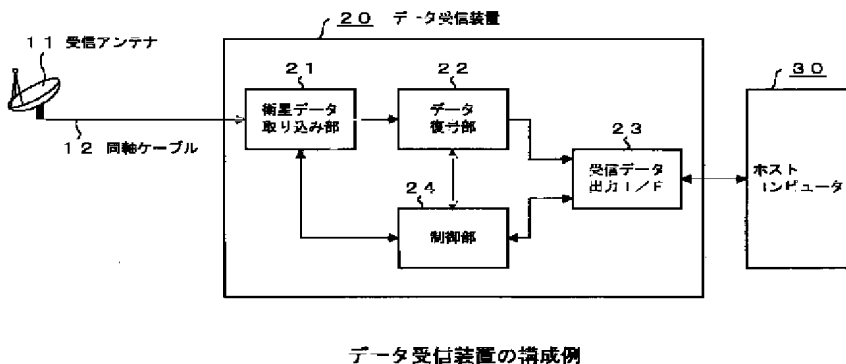 20 データ受信装置
11 受信アンテナ
12 同軸ケーブル
21
衛星データ
取り込み部
22
データ
復号部
23
受信データ
出力I/F
24
制御部
30
ホスト
コンピュータ
データ受信装置の構成例